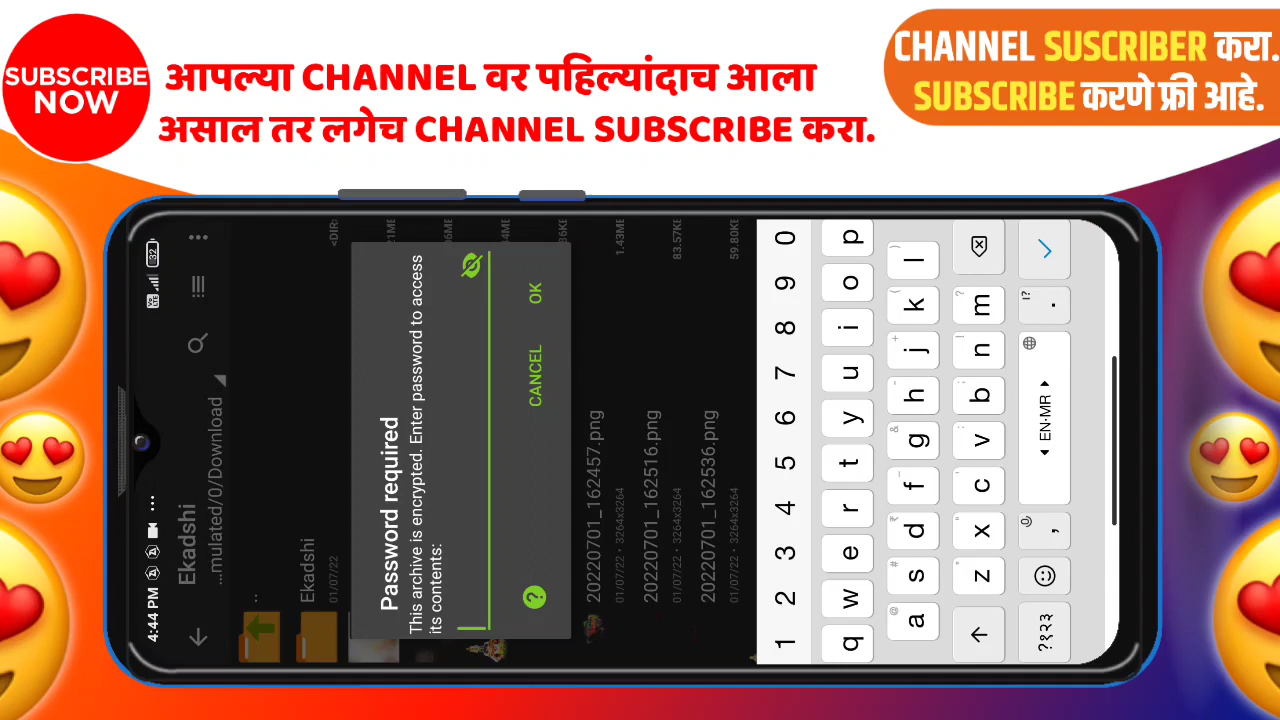 SUBSCRIBE
NOW
आपल्या CHANNEL वर पहिल्यांदाच आला
असाल तर लगेच CHANNEL SUBSCRIBE करा.
CHANNEL SUSCRIBER करा.
SUBSCRIBE करणे फ्री आहे.
4:44 PM
32
Ekadshi
...mulated/0/Download
..
Ekadshi
01/07/22
<DIR>
Password required
This archive is encrypted. Enter password to access
its contents:
?
CANCEL
OK
20220701_162457.png
01/07/22 • 3264x3264
1.43MB
20220701_162516.png
01/07/22 • 3264x3264
83.57KB
20220701_162536.png
01/07/22 • 3264x3264
59.80KB
1 2 3 4 5 6 7 8 9 0
q w e r t y u i o p
a s d f g h j k l
z x c v b n m
?१२३ , EN-MR .